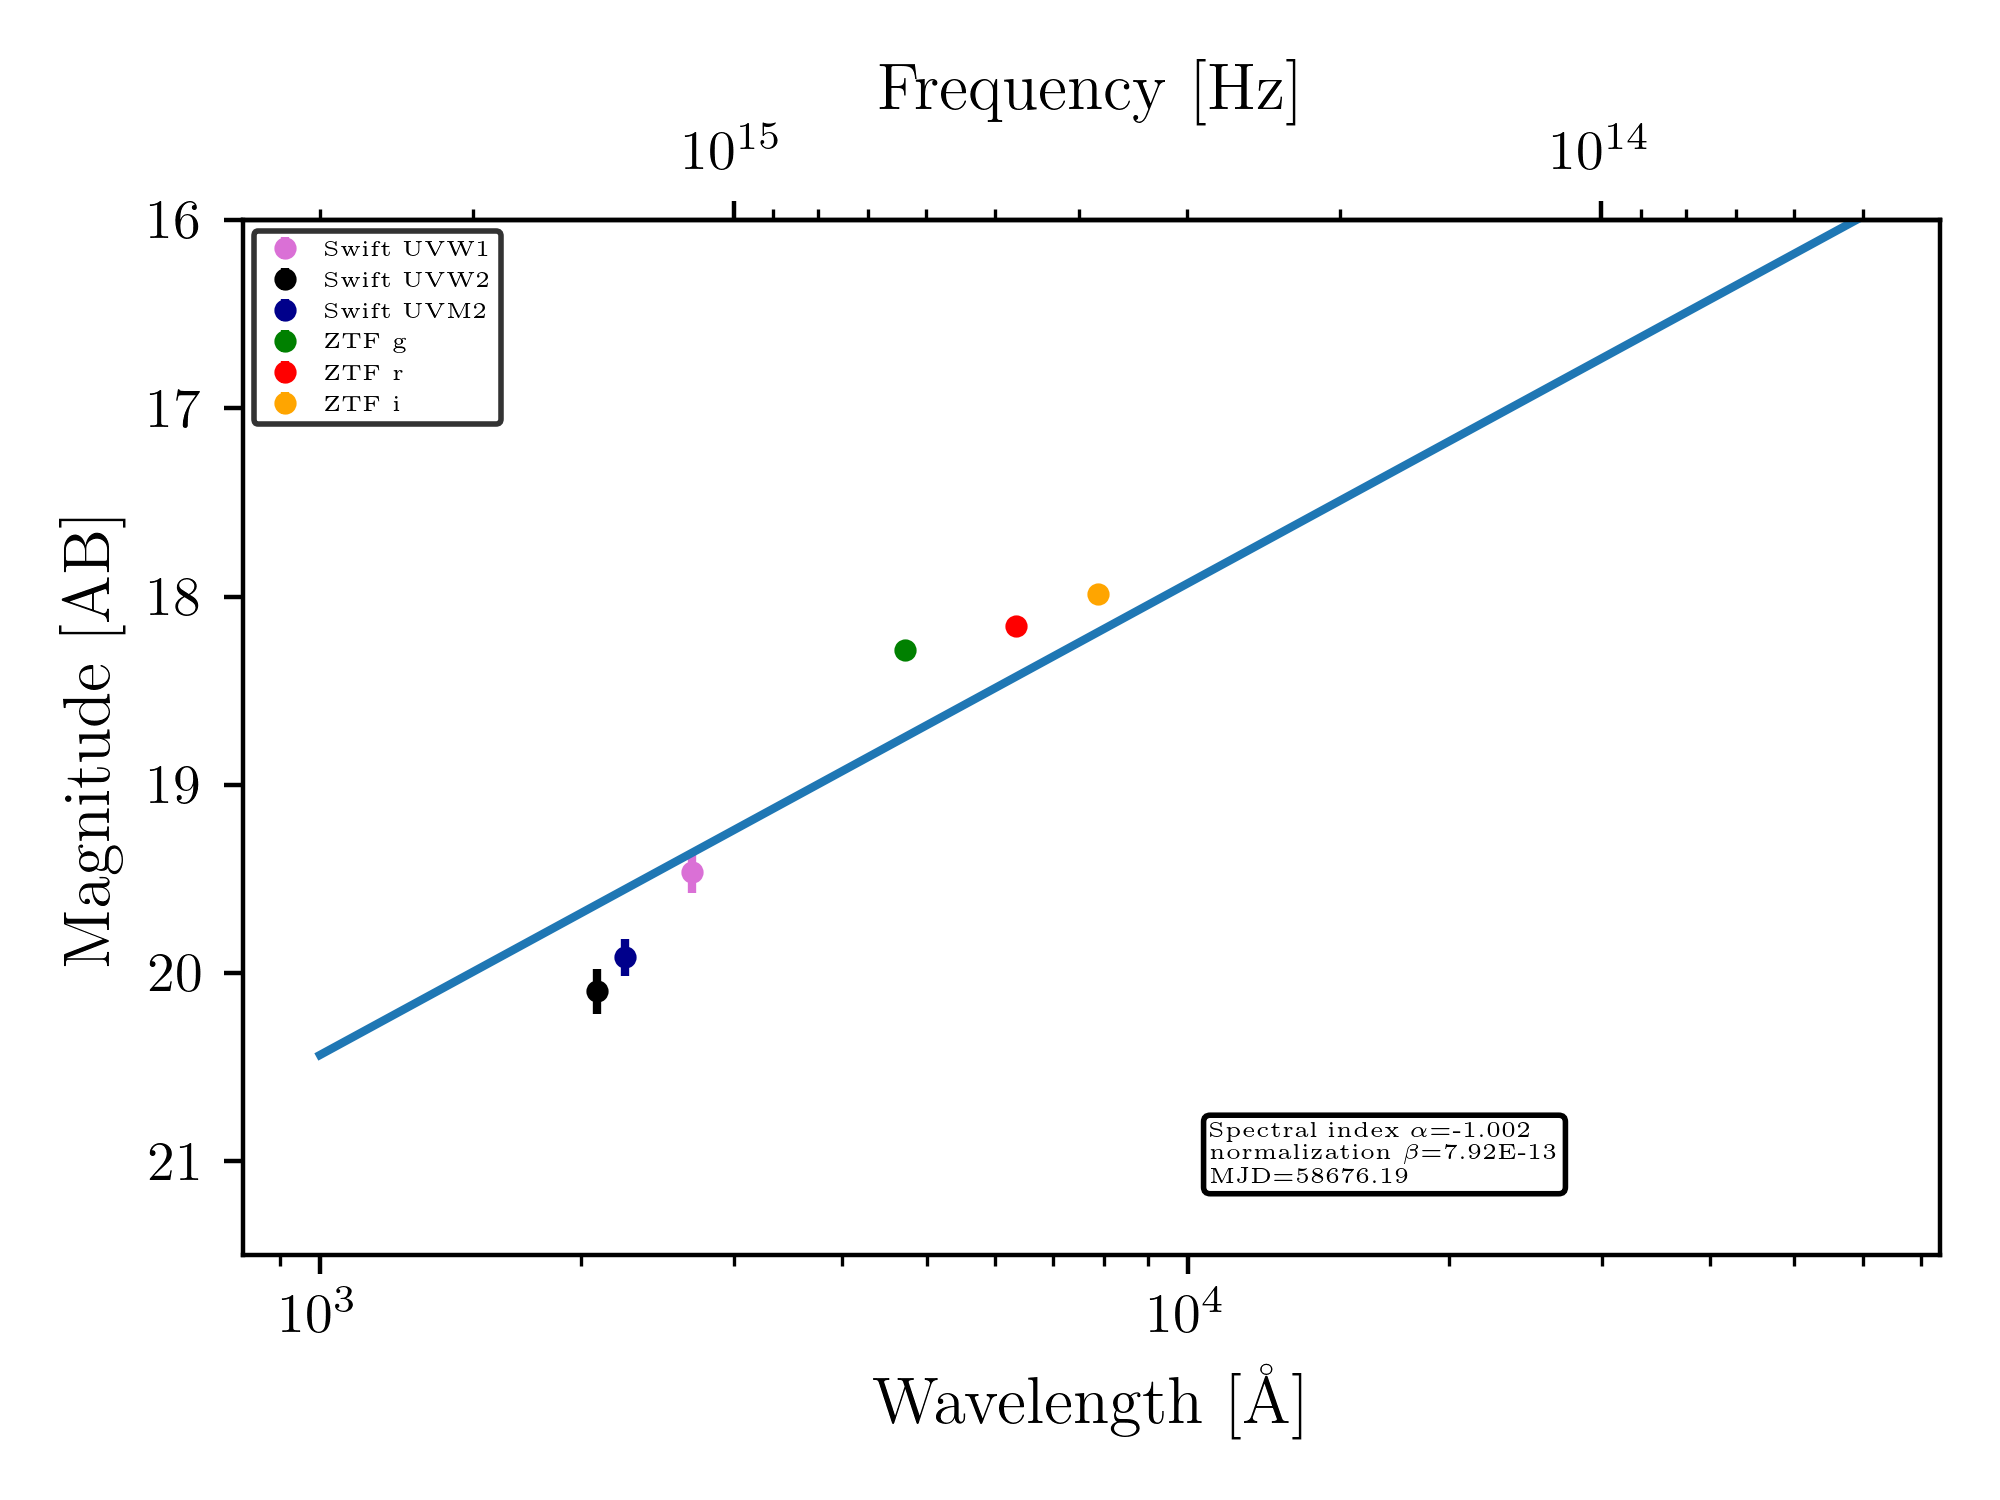 Frequency [Hz]
10^15 10^14
16
17
18
19
20
21
Magnitude [AB]
Swift UVW1
Swift UVW2
Swift UVM2
ZTF g
ZTF r
ZTF i
Spectral index α=-1.002
normalization β=7.92E-13
MJD=58676.19
10^3 10^4
Wavelength [Å]